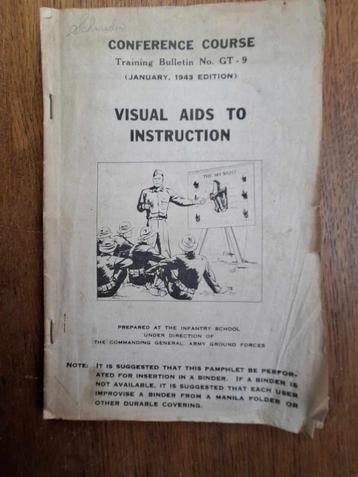 CONFERENCE COURSE
Training Bulletin No. GT - 9
(JANUARY, 1943 EDITION)
VISUAL AIDS TO
INSTRUCTION
PREPARED AT THE INFANTRY SCHOOL
UNDER DIRECTION OF
THE COMMANDING GENERAL, ARMY GROUND FORCES
NOTE: IT IS SUGGESTED THAT THIS PAMPHLET BE PERFOR-
ATED FOR INSERTION IN A BINDER. IF A BINDER IS
NOT AVAILABLE, IT IS SUGGESTED THAT EACH USER
IMPROVISE A BINDER FROM A MANILA FOLDER OR
OTHER DURABLE COVERING.